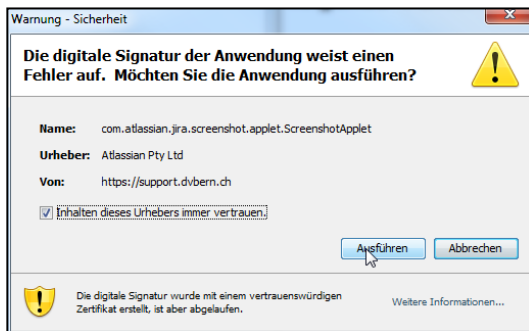 Warnung - Sicherheit
Die digitale Signatur der Anwendung weist einen
Fehler auf. Möchten Sie die Anwendung ausführen?
Name: com.atlassian.jira.screenshot.applet.ScreenshotApplet
Urheber: Atlassian Pty Ltd
Von: https://support.dvbern.ch
Inhalten dieses Urhebers immer vertrauen.
Ausführen Abbrechen
Die digitale Signatur wurde mit einem vertrauenswürdigen
Zertifikat erstellt, ist aber abgelaufen.
Weitere Informationen...